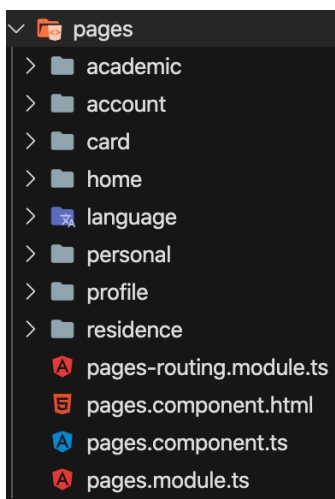 pages
academic
account
card
home
language
personal
profile
residence
pages-routing.module.ts
pages.component.html
pages.component.ts
pages.module.ts